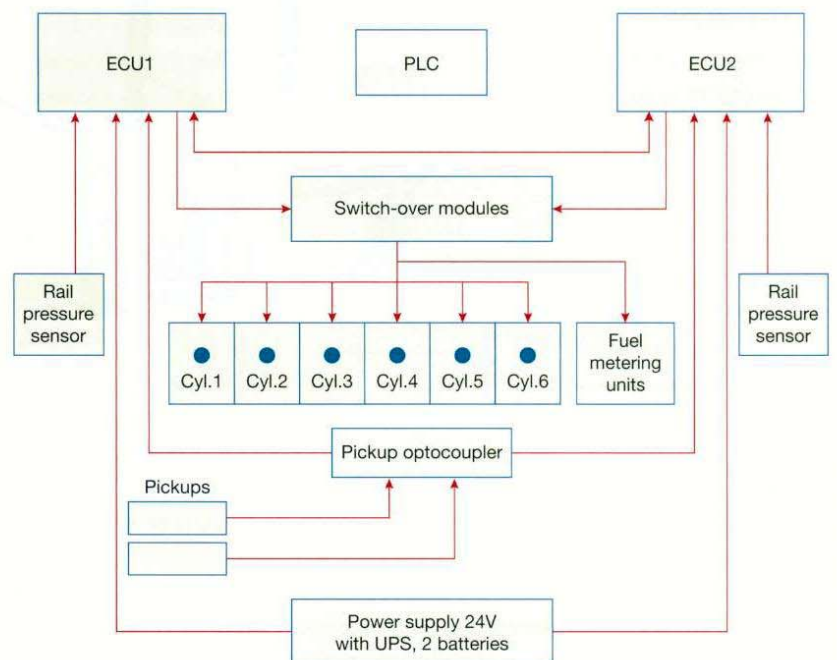 ECU1
PLC
ECU2
Switch-over modules
Rail
pressure
sensor
Rail
pressure
sensor
Cyl.1
Cyl.2
Cyl.3
Cyl.4
Cyl.5
Cyl.6
Fuel
metering
units
Pickup optocoupler
Pickups
Power supply 24V
with UPS, 2 batteries